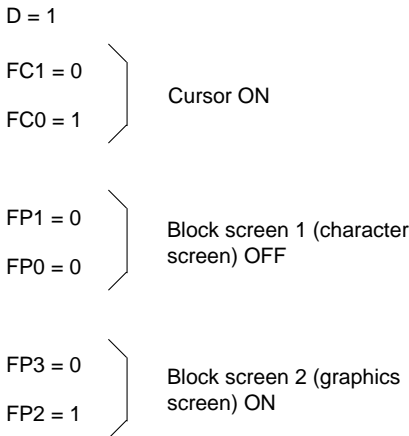 D = 1
FC1 = 0
FC0 = 1
Cursor ON
FP1 = 0
FP0 = 0
Block screen 1 (character
screen) OFF
FP3 = 0
FP2 = 1
Block screen 2 (graphics
screen) ON